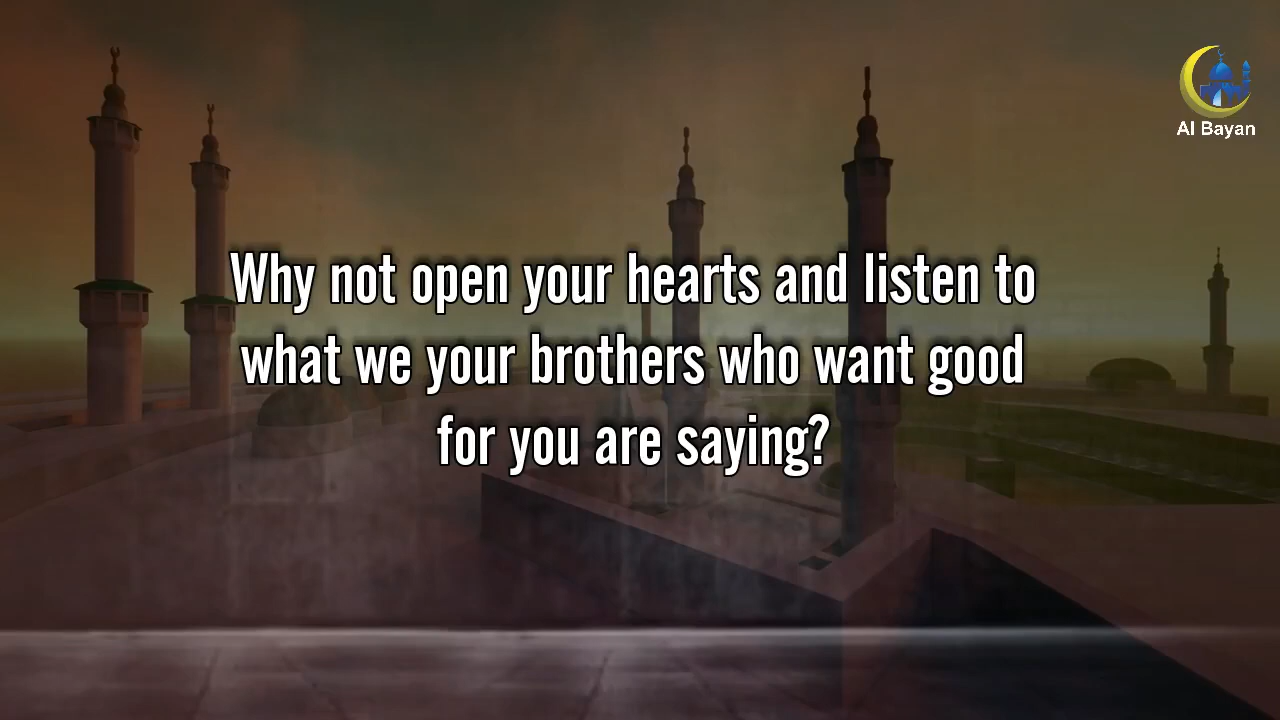 Al Bayan
Why not open your hearts and listen to
what we your brothers who want good
for you are saying?